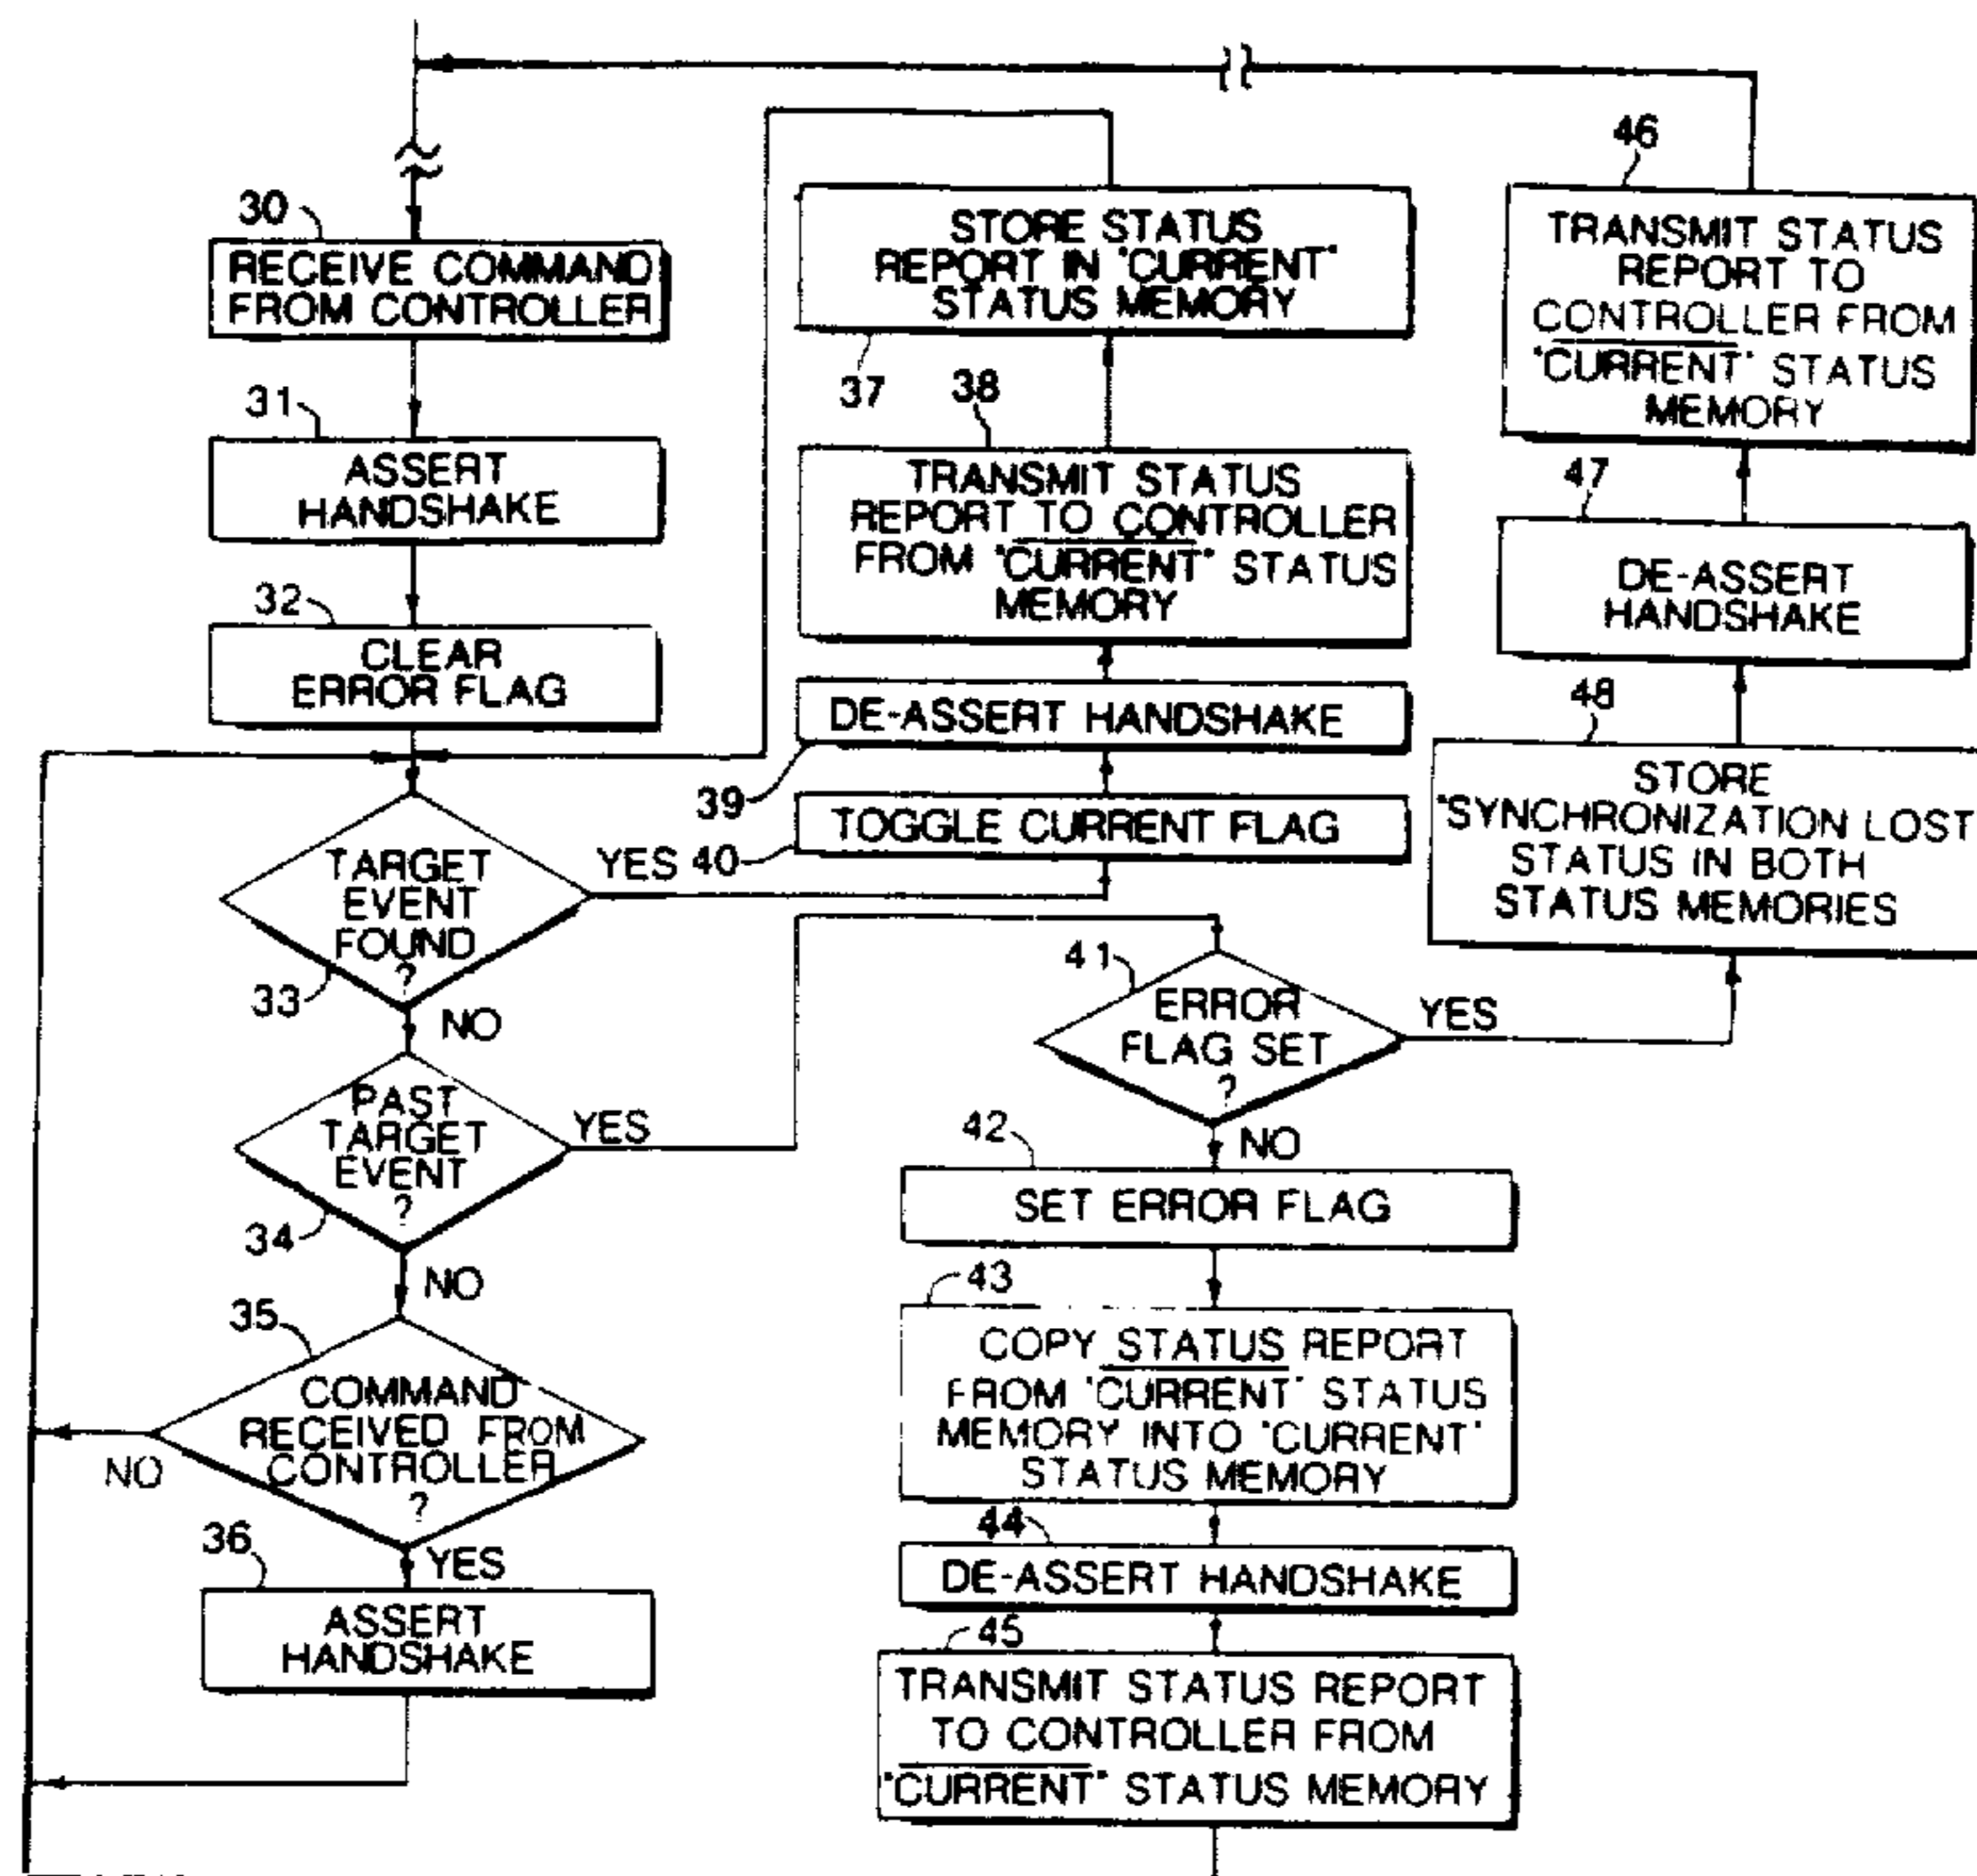 30
RECEIVE COMMAND
FROM CONTROLLER
31
ASSERT
HANDSHAKE
32
CLEAR
ERROR FLAG
TARGET
EVENT
FOUND
?
33
YES
NO
PAST
TARGET
EVENT
?
34
YES
NO
35
COMMAND
RECEIVED FROM
CONTROLLER
?
NO
YES
36
ASSERT
HANDSHAKE
STORE STATUS
REPORT IN "CURRENT"
STATUS MEMORY
37
38
TRANSMIT STATUS
REPORT TO CONTROLLER
FROM "CURRENT" STATUS
MEMORY
DE-ASSERT HANDSHAKE
39
TOGGLE CURRENT FLAG
40
41
ERROR
FLAG SET
?
YES
NO
42
SET ERROR FLAG
43
COPY STATUS REPORT
FROM "CURRENT" STATUS
MEMORY INTO "CURRENT"
STATUS MEMORY
44
DE-ASSERT HANDSHAKE
45
TRANSMIT STATUS REPORT
TO CONTROLLER FROM
"CURRENT" STATUS MEMORY
46
TRANSMIT STATUS
REPORT TO
CONTROLLER FROM
"CURRENT" STATUS
MEMORY
47
DE-ASSERT
HANDSHAKE
48
STORE
"SYNCHRONIZATION LOST
STATUS IN BOTH
STATUS MEMORIES